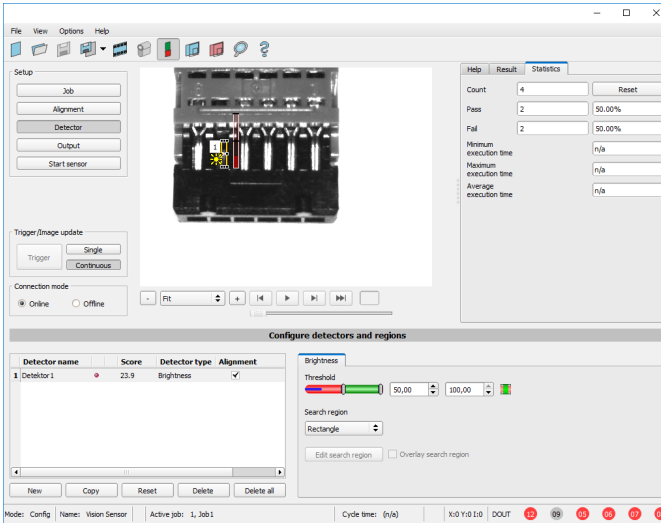 File View Options Help
Setup
Job
Alignment
Detector
Output
Start sensor
Trigger/Image update
Trigger
Single
Continuous
Connection mode
Online
Offline
1
- Fit +
Help Result Statistics
Count 4 Reset
Pass 2 50.00%
Fail 2 50.00%
Minimum
execution time n/a
Maximum
execution time n/a
Average
execution time n/a
Configure detectors and regions
Detector name Score Detector type Alignment
1 Detektor1 23.9 Brightness
New Copy Reset Delete Delete all
Brightness
Threshold
50,00 100,00
Search region
Rectangle
Edit search region Overlay search region
Mode: Config Name: Vision Sensor Active job: 1, Job1 Cycle time: (n/a) X:0 Y:0 I:0 DOUT 12 09 05 06 07